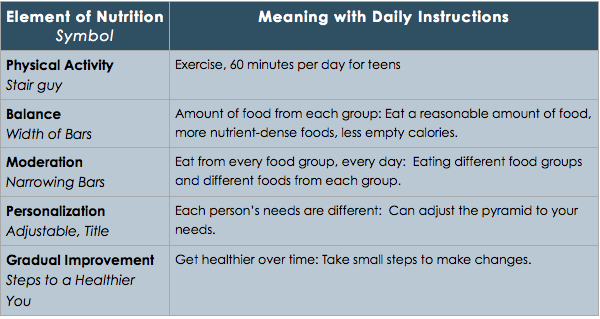 Element of Nutrition
Symbol
Meaning with Daily Instructions
Physical Activity
Stair guy
Exercise, 60 minutes per day for teens
Balance
Width of Bars
Amount of food from each group: Eat a reasonable amount of food,
more nutrient-dense foods, less empty calories.
Moderation
Narrowing Bars
Eat from every food group, every day:  Eating different food groups
and different foods from each group.
Personalization
Adjustable, Title
Each person's needs are different:  Can adjust the pyramid to your
needs.
Gradual Improvement
Steps to a Healthier
You
Get healthier over time: Take small steps to make changes.